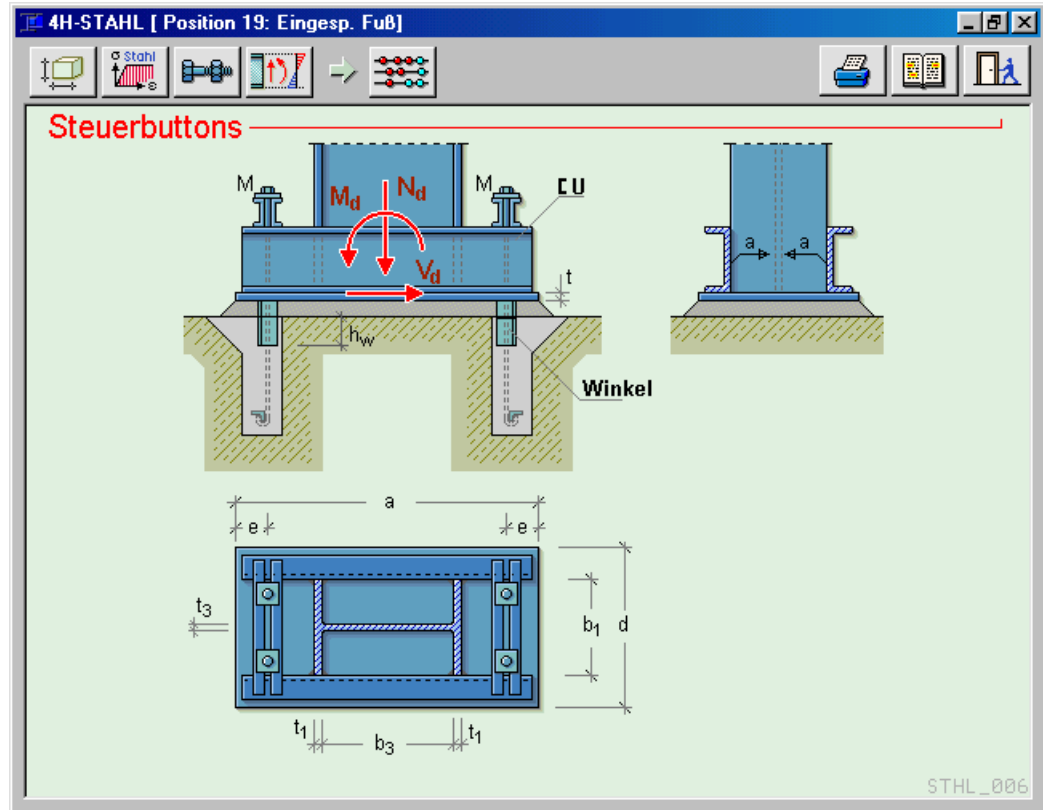 4H-STAHL [ Position 19: Eingesp. Fuß]
σ Stahl
ε
Steuerbuttons
M
Md
Nd
M
U
Vd
t
a a
hw
Winkel
a
e
e
t3
b1
d
t1
b3
t1
STHL_006